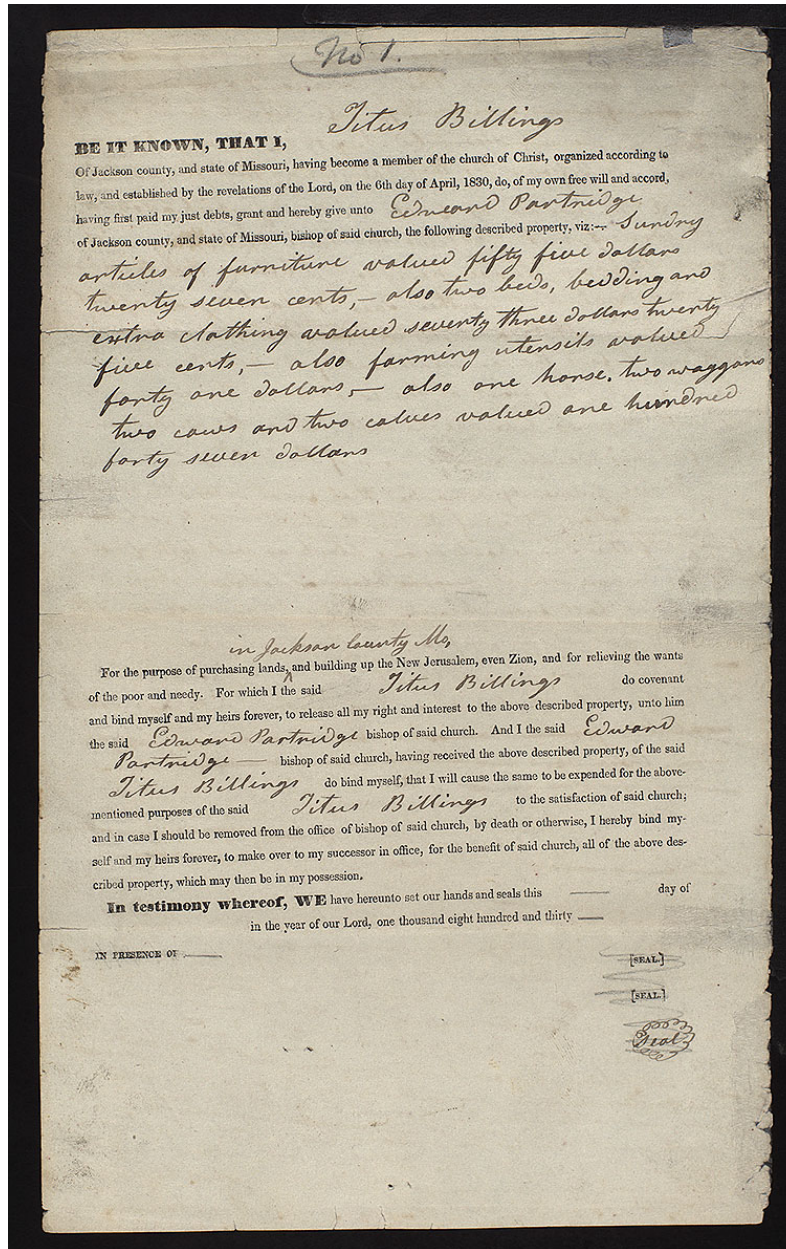 No 1.
BE IT KNOWN, THAT I, Titus Billings
Of Jackson county, and state of Missouri, having become a member of the church of Christ, organized according to
law, and established by the revelations of the Lord, on the 6th day of April, 1830, do, of my own free will and accord,
having first paid my just debts, grant and hereby give unto Edward Partridge
of Jackson county, and state of Missouri, bishop of said church, the following described property, viz:— Sundry
articles of furniture valued fifty five dollars
twenty seven cents,— also two beds, bedding and
extra clothing valued seventy three dollars twenty
five cents,— also farming utensils valued
forty one dollars,— also one horse, two waggons
two cows and two calves valued one hundred
forty seven dollars
in Jackson County Mo,
For the purpose of purchasing lands, ^ and building up the New Jerusalem, even Zion, and for relieving the wants
of the poor and needy. For which I the said Titus Billings do covenant
and bind myself and my heirs forever, to release all my right and interest to the above described property, unto him
the said Edward Partridge bishop of said church. And I the said Edward
Partridge — bishop of said church, having received the above described property, of the said
Titus Billings do bind myself, that I will cause the same to be expended for the above-
mentioned purposes of the said Titus Billings to the satisfaction of said church;
and in case I should be removed from the office of bishop of said church, by death or otherwise, I hereby bind my-
self and my heirs forever, to make over to my successor in office, for the benefit of said church, all of the above des-
cribed property, which may then be in my possession.
In testimony whereof, WE have hereunto set our hands and seals this —— day of
in the year of our Lord, one thousand eight hundred and thirty ——
IN PRESENCE OF ——
[SEAL.]
[SEAL.]
Seal